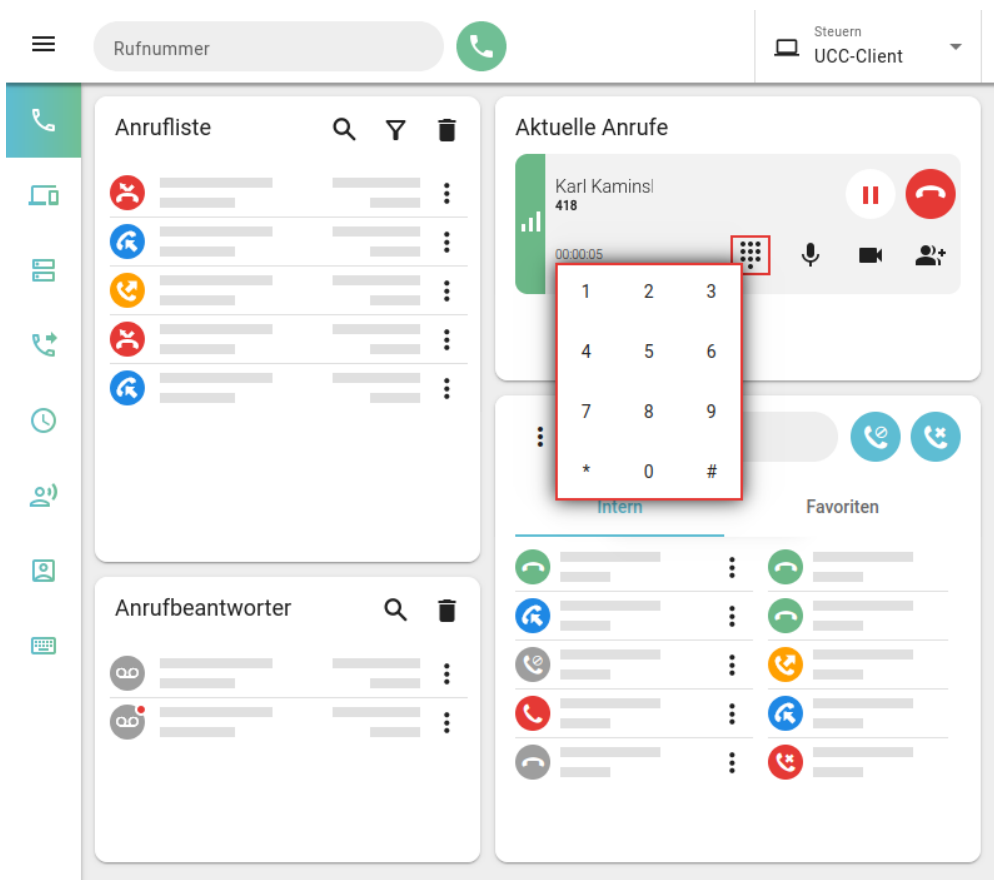 Rufnummer
Steuern
UCC-Client
Anrufliste
Aktuelle Anrufe
Karl Kamins
418
00:00:05
1 2 3
4 5 6
7 8 9
* 0 #
Intern
Favoriten
Anrufbeantworter